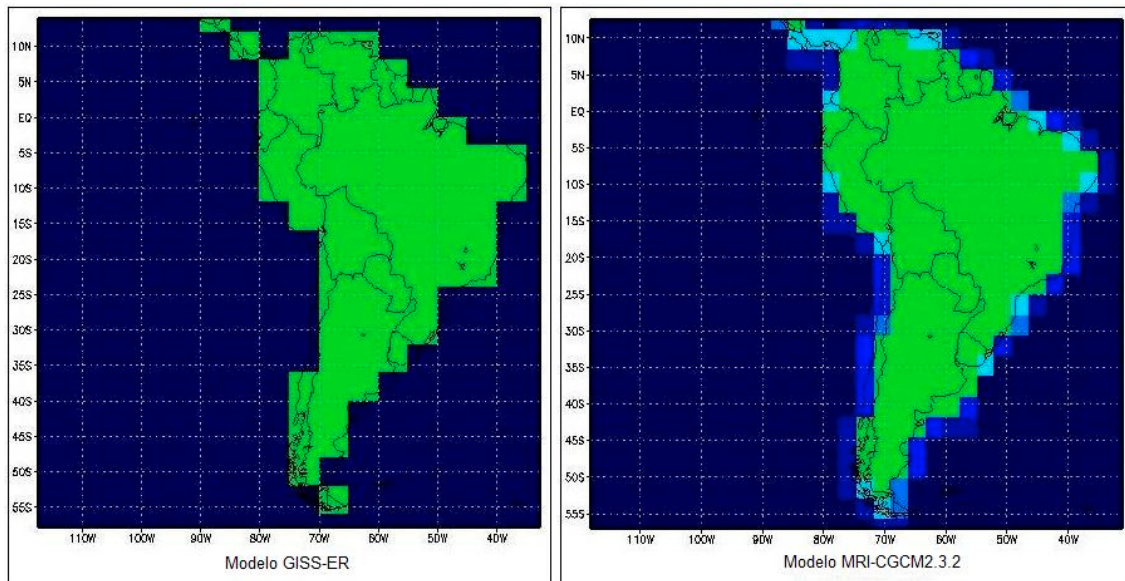 10N
5N
EQ
5S
10S
15S
20S
25S
30S
35S
40S
45S
50S
55S
110W 100W 90W 80W 70W 60W 50W 40W
Modelo GISS-ER
10N
5N
EQ
5S
10S
15S
20S
25S
30S
35S
40S
45S
50S
55S
110W 100W 90W 80W 70W 60W 50W 40W
Modelo MRI-CGCM2.3.2